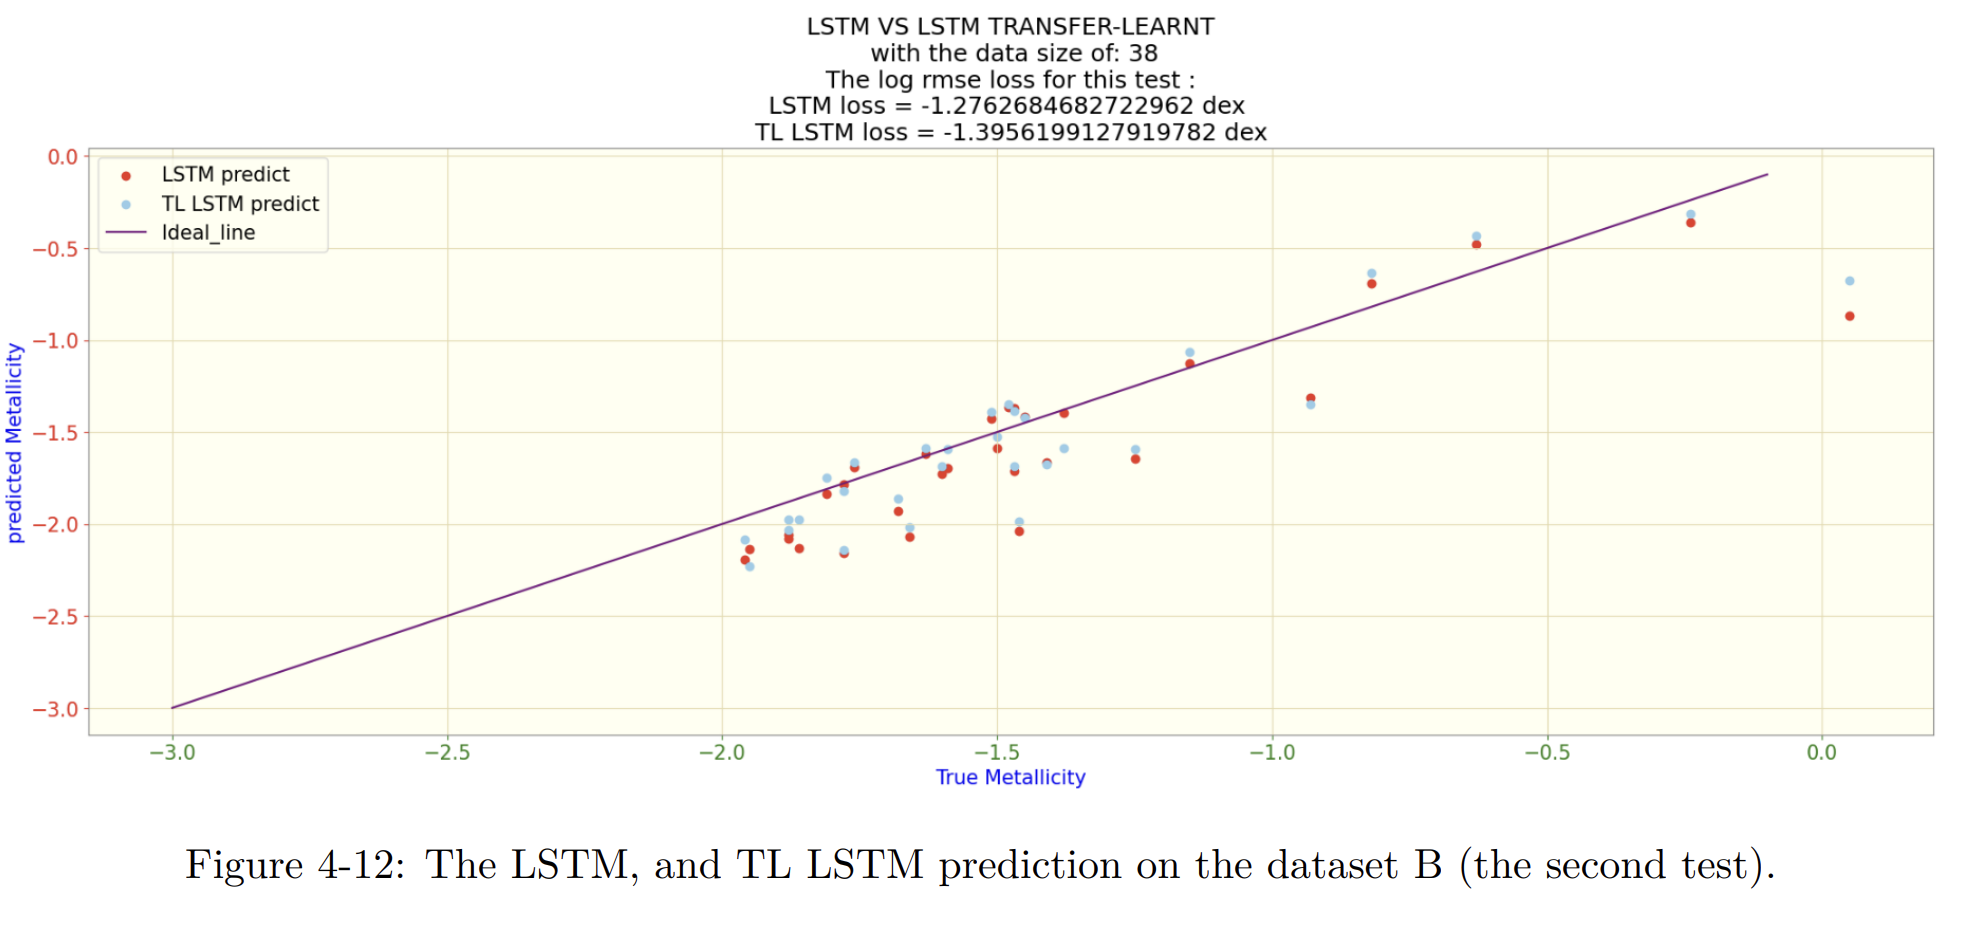 LSTM VS LSTM TRANSFER-LEARNT
with the data size of: 38
The log rmse loss for this test :
LSTM loss = -1.2762684682722962 dex
TL LSTM loss = -1.3956199127919782 dex
LSTM predict
TL LSTM predict
Ideal_line
0.0
−0.5
−1.0
−1.5
−2.0
−2.5
−3.0
predicted Metallicity
−3.0 −2.5 −2.0 −1.5 −1.0 −0.5 0.0
True Metallicity
Figure 4-12: The LSTM, and TL LSTM prediction on the dataset B (the second test).